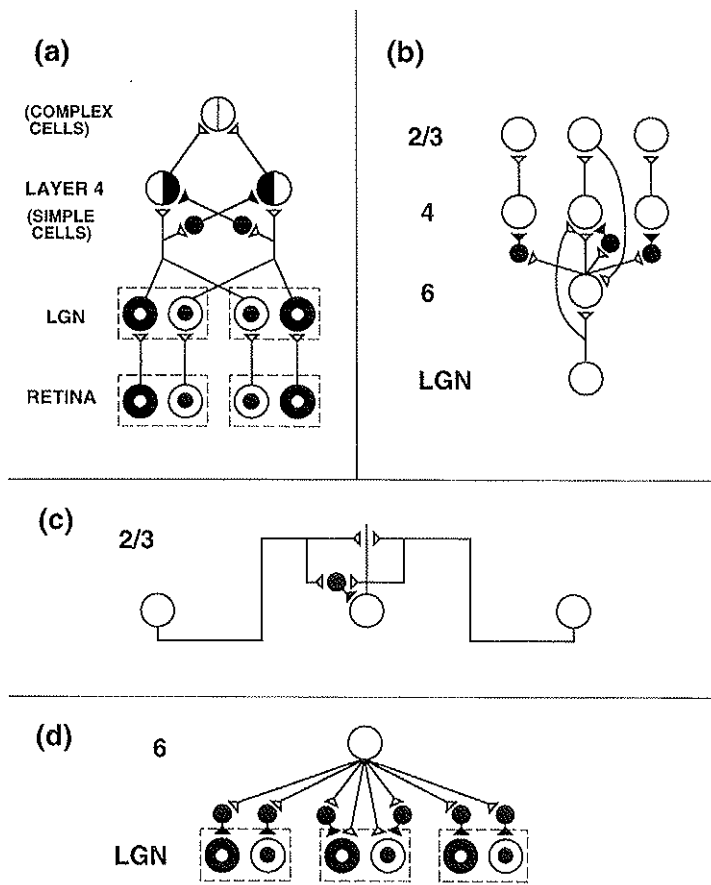 (a)
(COMPLEX
CELLS)
LAYER 4
(SIMPLE
CELLS)
LGN
RETINA
(b)
2/3
4
6
LGN
(c)
2/3
(d)
6
LGN